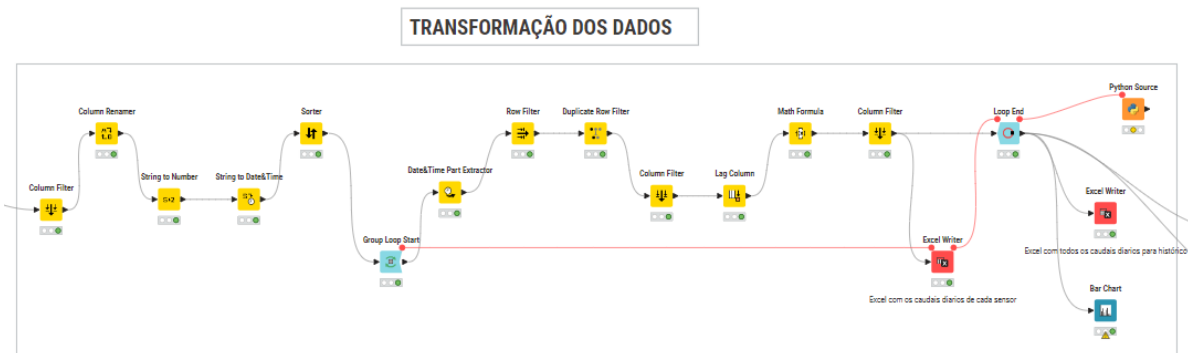 TRANSFORMAÇÃO DOS DADOS
Column Filter
Column Renamer
String to Number
String to Date&Time
Sorter
Group Loop Start
Date&Time Part Extractor
Row Filter
Duplicate Row Filter
Column Filter
Lag Column
Math Formula
Column Filter
Excel Writer
Excel com os caudais diarios de cada sensor
Loop End
Python Source
Excel Writer
Excel com todos os caudais diarios para histórico
Bar Chart